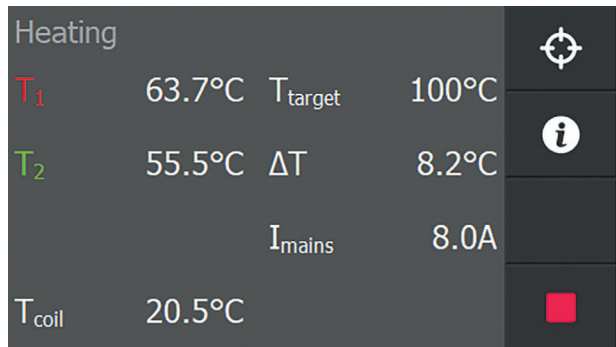 Heating
T1 63.7°C Ttarget 100°C
T2 55.5°C ΔT 8.2°C
Imains 8.0A
Tcoil 20.5°C
i